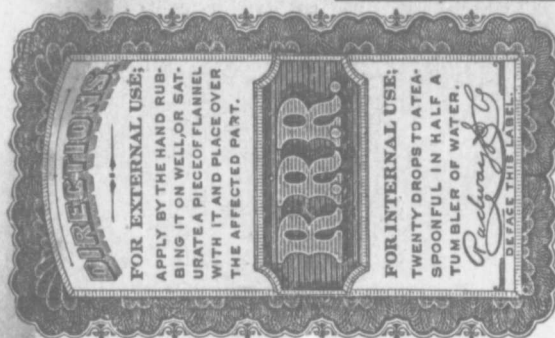 DIRECTIONS.
FOR EXTERNAL USE;
APPLY BY THE HAND RUB-
BING IT ON WELL, OR SAT-
URATE A PIECE OF FLANNEL
WITH IT AND PLACE OVER
THE AFFECTED PART.
R.R.R.
FOR INTERNAL USE;
TWENTY DROPS TO A TEA-
SPOONFUL IN HALF A
TUMBLER OF WATER.
Radway & Co
DEFACE THIS LABEL.